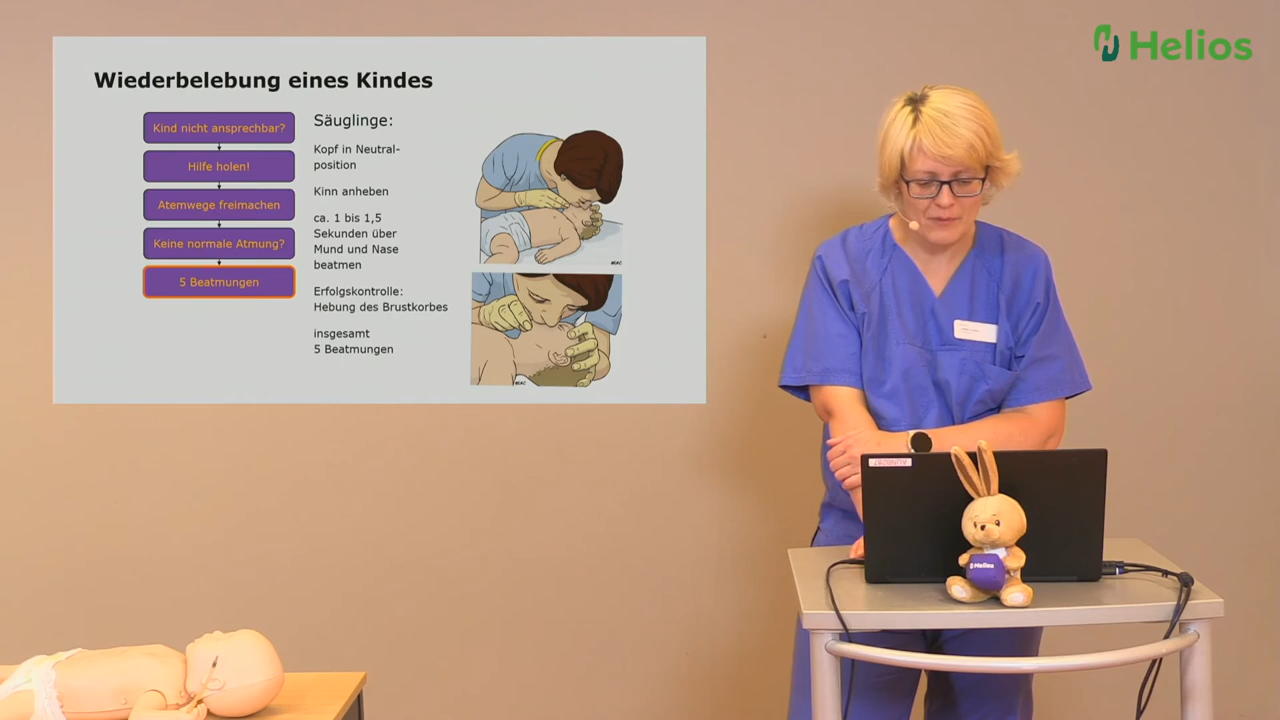 Helios
Wiederbelebung eines Kindes
Kind nicht ansprechbar?
Hilfe holen!
Atemwege freimachen
Keine normale Atmung?
5 Beatmungen
Säuglinge:
Kopf in Neutral-
position
Kinn anheben
ca. 1 bis 1,5
Sekunden über
Mund und Nase
beatmen
Erfolgskontrolle:
Hebung des Brustkorbes
insgesamt
5 Beatmungen
Helios